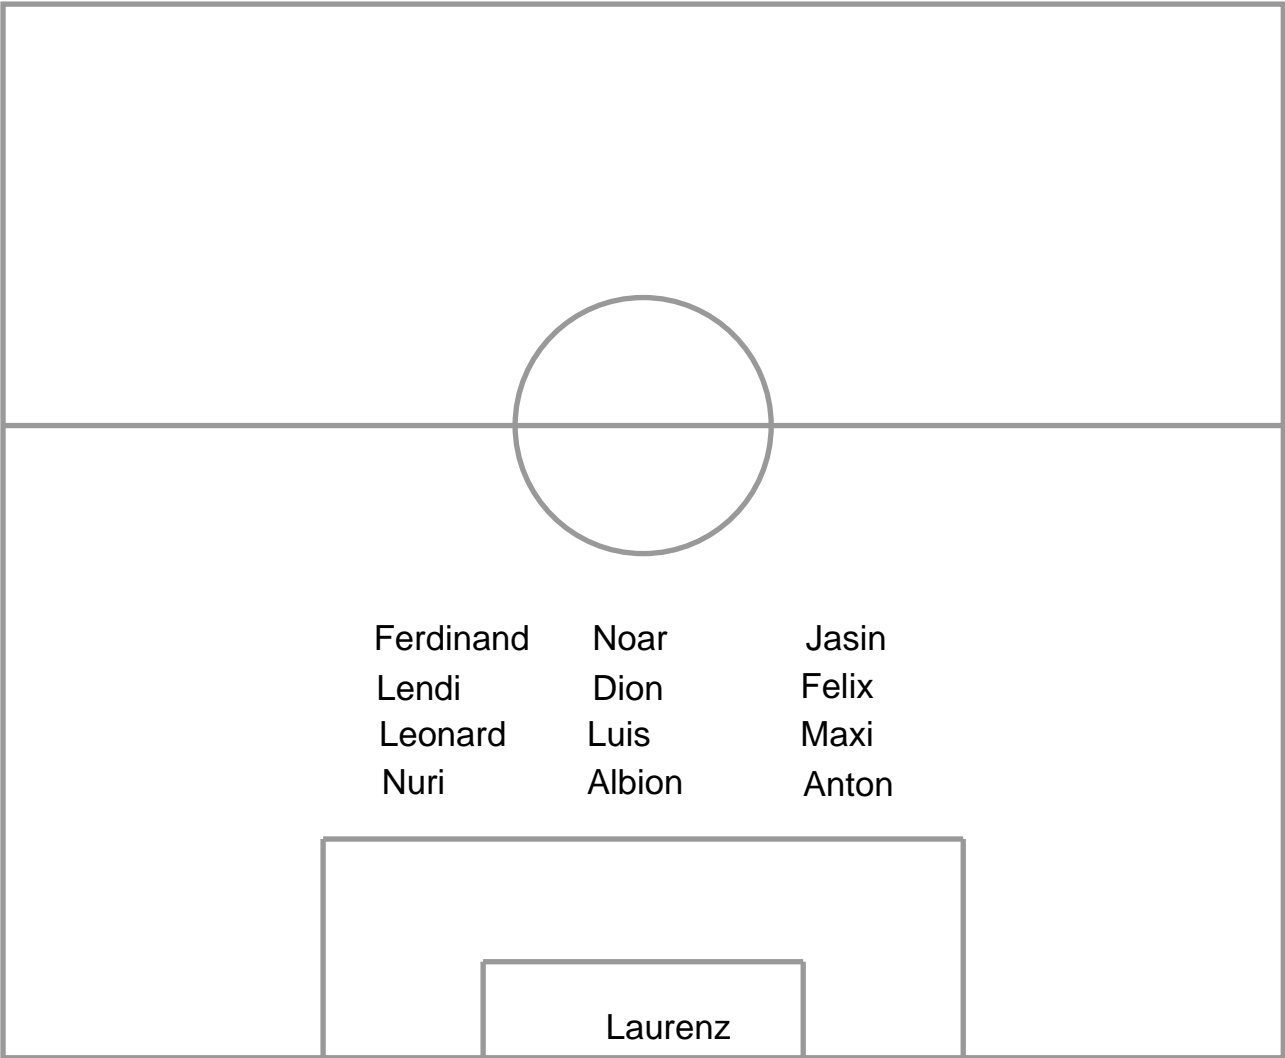 Ferdinand Noar Jasin
Lendi Dion Felix
Leonard Luis Maxi
Nuri Albion Anton
Laurenz